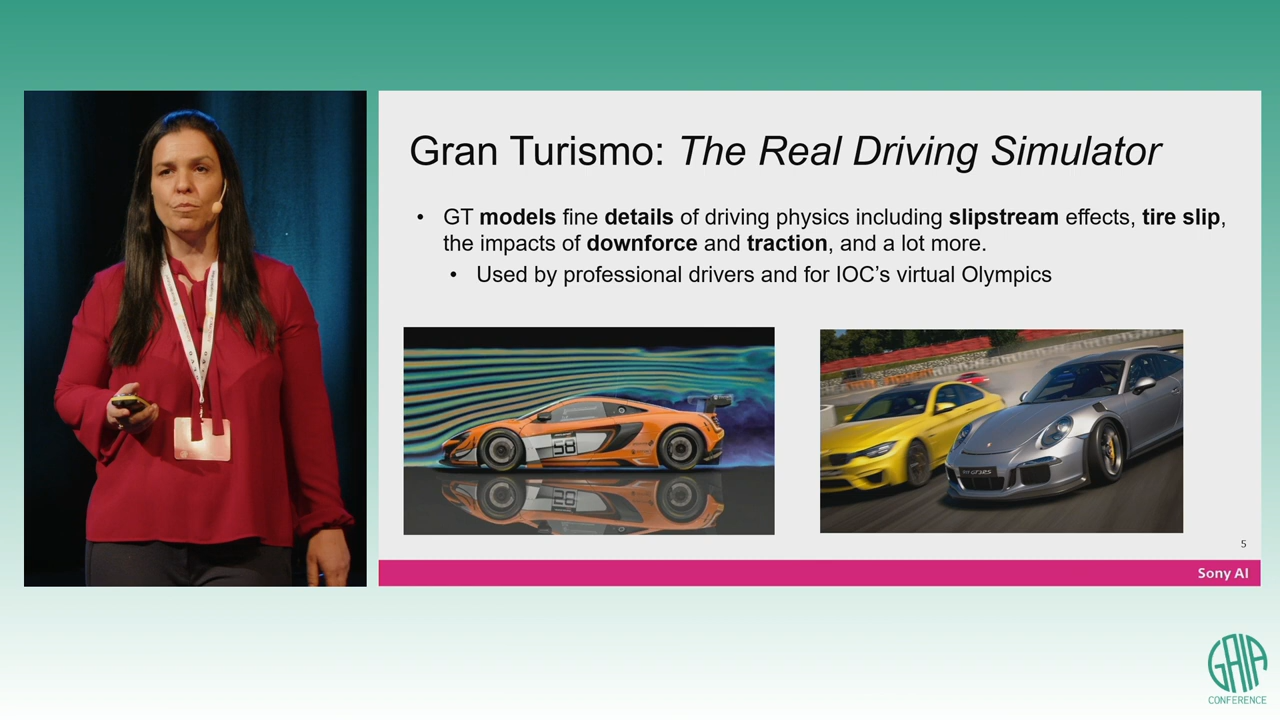 Gran Turismo: The Real Driving Simulator
• GT models fine details of driving physics including slipstream effects, tire slip,
the impacts of downforce and traction, and a lot more.
• Used by professional drivers and for IOC's virtual Olympics
58
5
Sony AI
GAIA
CONFERENCE